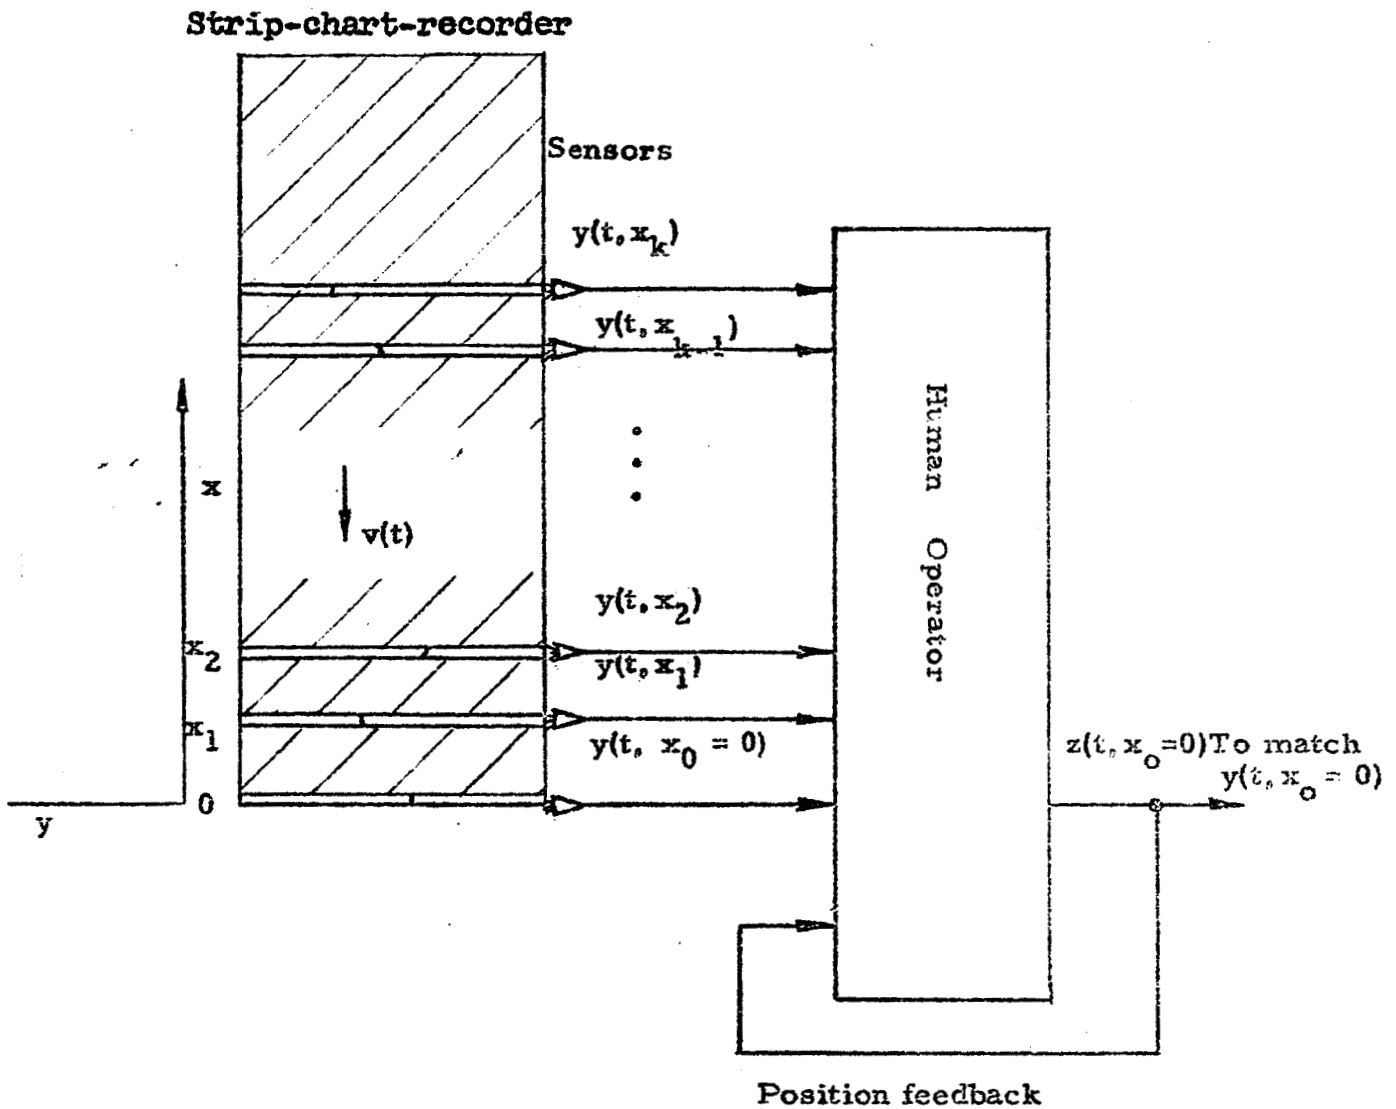 Strip-chart-recorder
Sensors
y(t, x_k)
y(t, x_{k-1})
x
v(t)
Human Operator
y(t, x_2)
x_2
y(t, x_1)
x_1
y(t, x_0 = 0)
z(t, x_o=0) To match
y(t, x_o = 0)
0
y
Position feedback